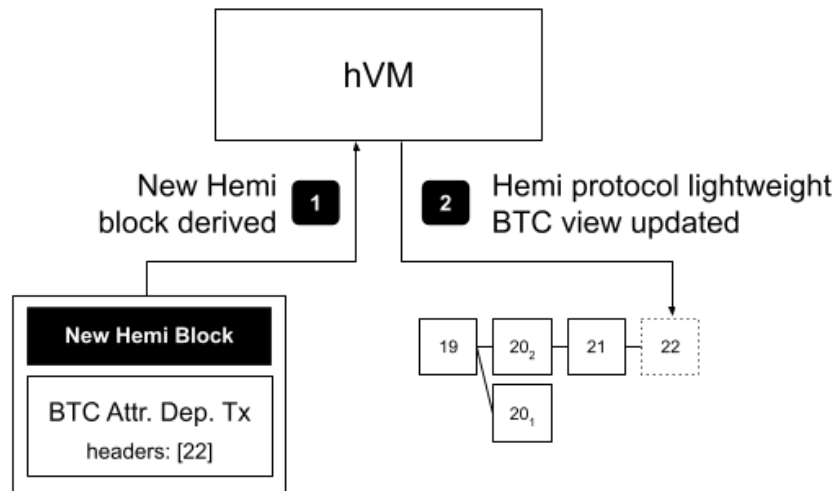 hVM
New Hemi
block derived
1
2
Hemi protocol lightweight
BTC view updated
New Hemi Block
BTC Attr. Dep. Tx
headers: [22]
19
20₂
21
22
20₁